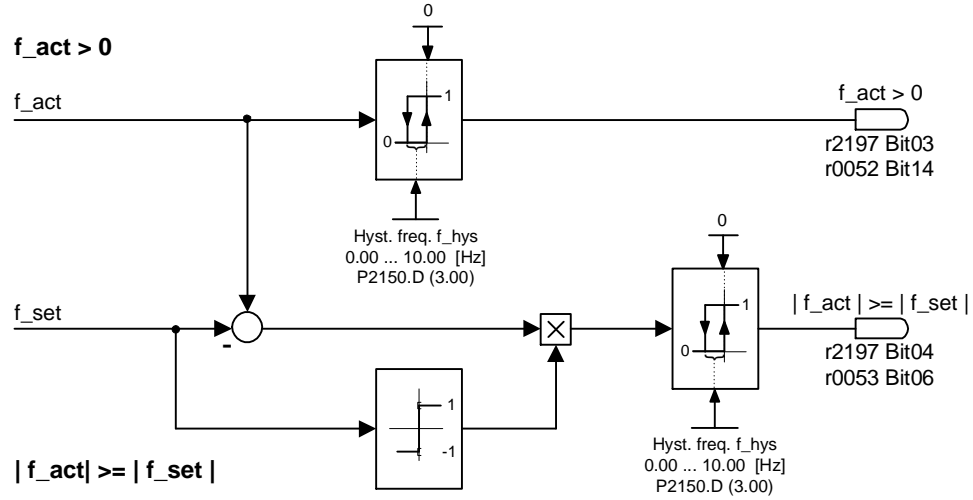 0
f_act > 0
f_act
1
0
f_act > 0
r2197 Bit03
r0052 Bit14
Hyst. freq. f_hys
0.00 ... 10.00 [Hz]
P2150.D (3.00)
0
f_set
-
1
0
| f_act | >= | f_set |
r2197 Bit04
r0053 Bit06
1
-1
Hyst. freq. f_hys
0.00 ... 10.00 [Hz]
P2150.D (3.00)
| f_act| >= | f_set |